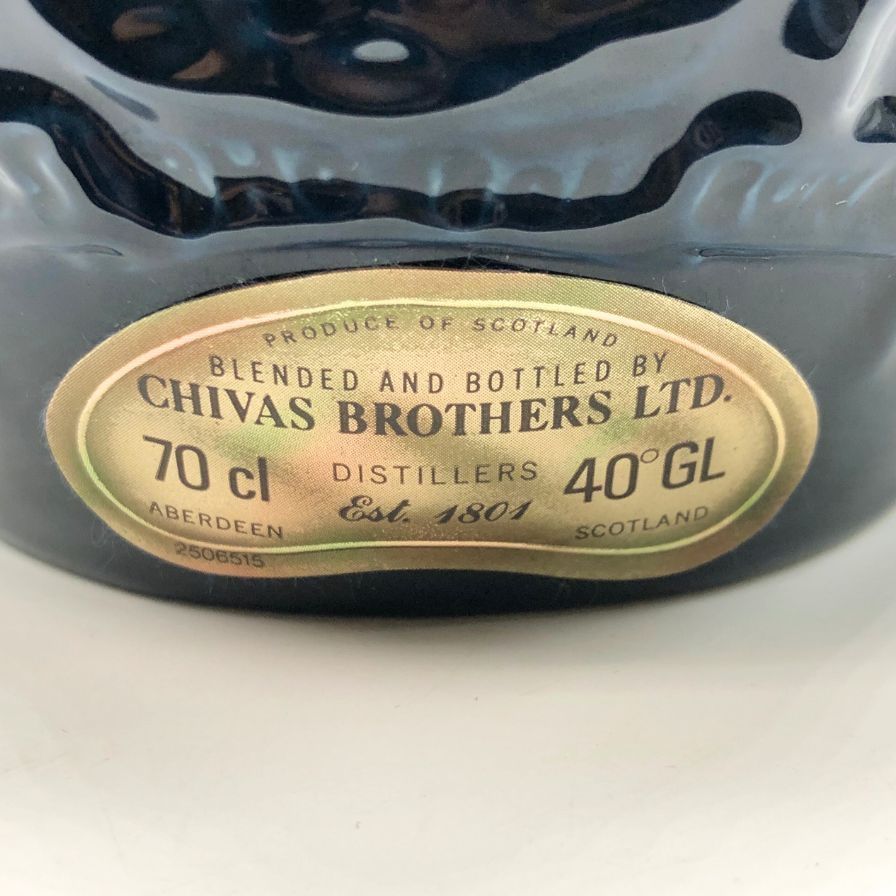 PRODUCE OF SCOTLAND
BLENDED AND BOTTLED BY
CHIVAS BROTHERS LTD.
70 cl DISTILLERS 40°GL
Est. 1801
ABERDEEN SCOTLAND
2506515